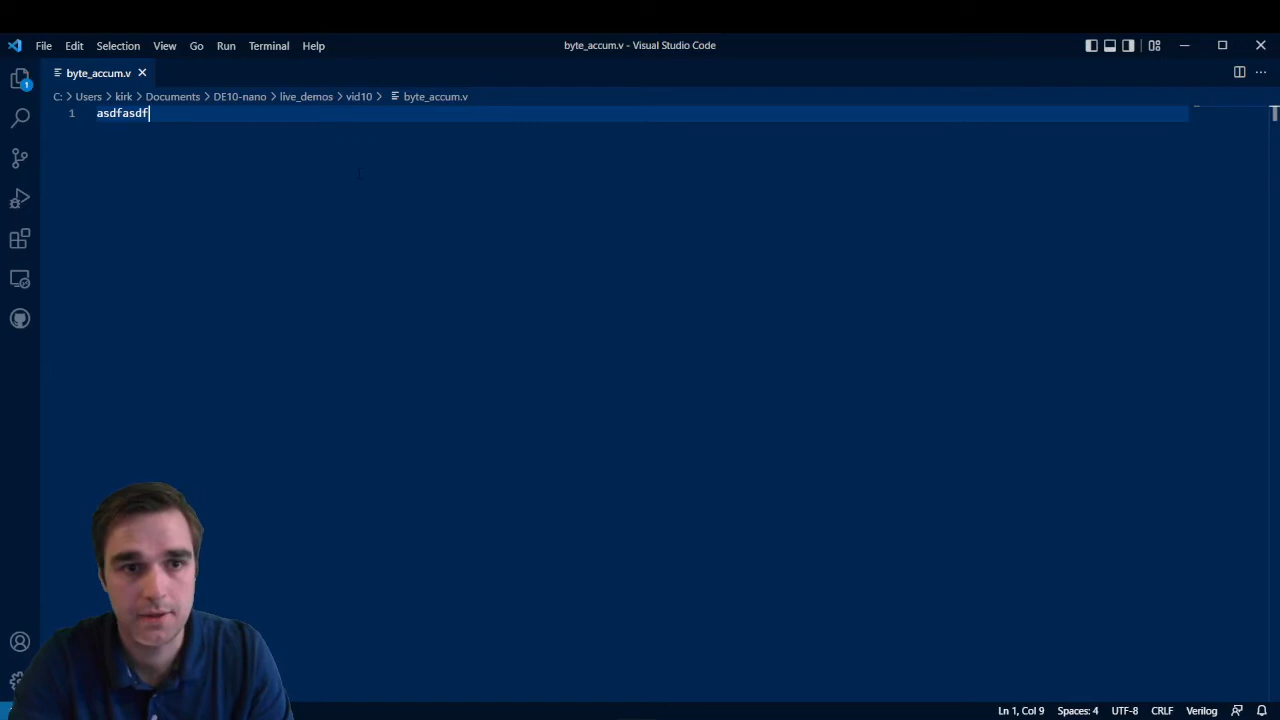 File Edit Selection View Go Run Terminal Help
byte_accum.v - Visual Studio Code
byte_accum.v
C: > Users > kirk > Documents > DE10-nano > live_demos > vid10 > byte_accum.v
1 asdfasdf
1
Ln 1, Col 9 Spaces: 4 UTF-8 CRLF Verilog